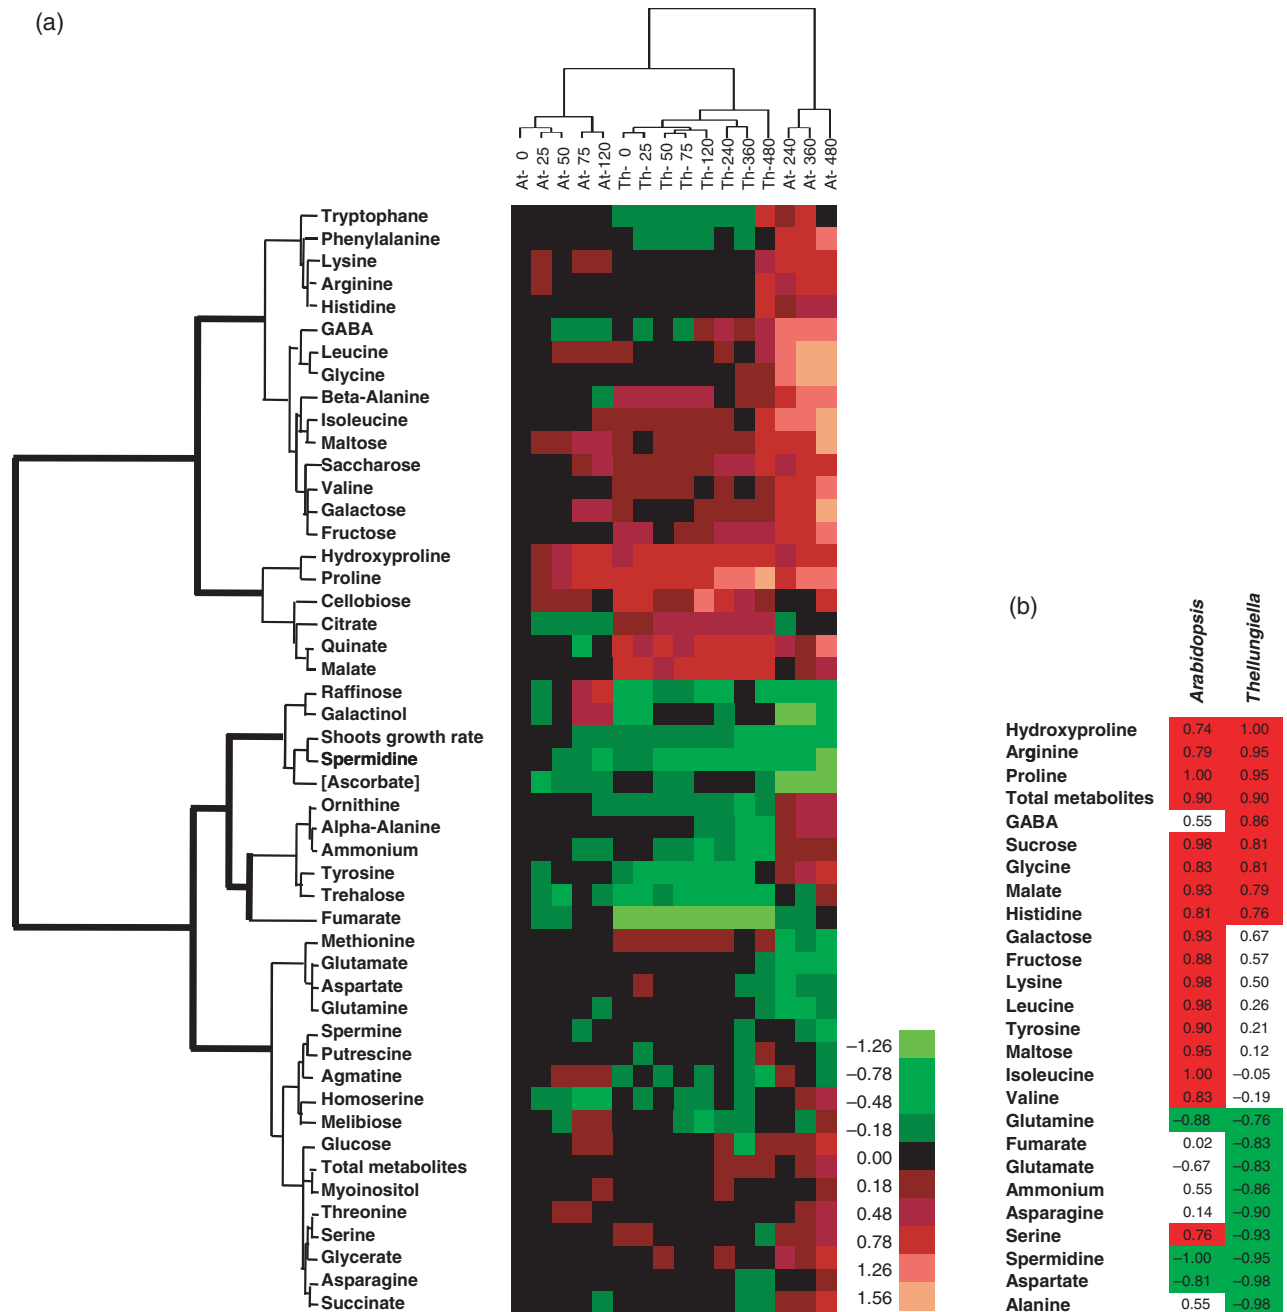 (a)
At- 0
At- 25
At- 50
At- 75
At-120
Th- 0
Th- 25
Th- 50
Th- 75
Th-120
Th-240
Th-360
Th-480
At- 240
At- 360
At- 480
Tryptophane
Phenylalanine
Lysine
Arginine
Histidine
GABA
Leucine
Glycine
Beta-Alanine
Isoleucine
Maltose
Saccharose
Valine
Galactose
Fructose
Hydroxyproline
Proline
Cellobiose
Citrate
Quinate
Malate
Raffinose
Galactinol
Shoots growth rate
Spermidine
[Ascorbate]
Ornithine
Alpha-Alanine
Ammonium
Tyrosine
Trehalose
Fumarate
Methionine
Glutamate
Aspartate
Glutamine
Spermine
Putrescine
Agmatine
Homoserine
Melibiose
Glucose
Total metabolites
Myoinositol
Threonine
Serine
Glycerate
Asparagine
Succinate
−1.26
−0.78
−0.48
−0.18
0.00
0.18
0.48
0.78
1.26
1.56
(b)
Arabidopsis
Thellungiella
Hydroxyproline 0.74 1.00
Arginine 0.79 0.95
Proline 1.00 0.95
Total metabolites 0.90 0.90
GABA 0.55 0.86
Sucrose 0.98 0.81
Glycine 0.83 0.81
Malate 0.93 0.79
Histidine 0.81 0.76
Galactose 0.93 0.67
Fructose 0.88 0.57
Lysine 0.98 0.50
Leucine 0.98 0.26
Tyrosine 0.90 0.21
Maltose 0.95 0.12
Isoleucine 1.00 −0.05
Valine 0.83 −0.19
Glutamine −0.88 −0.76
Fumarate 0.02 −0.83
Glutamate −0.67 −0.83
Ammonium 0.55 −0.86
Asparagine 0.14 −0.90
Serine 0.76 −0.93
Spermidine −1.00 −0.95
Aspartate −0.81 −0.98
Alanine 0.55 −0.98